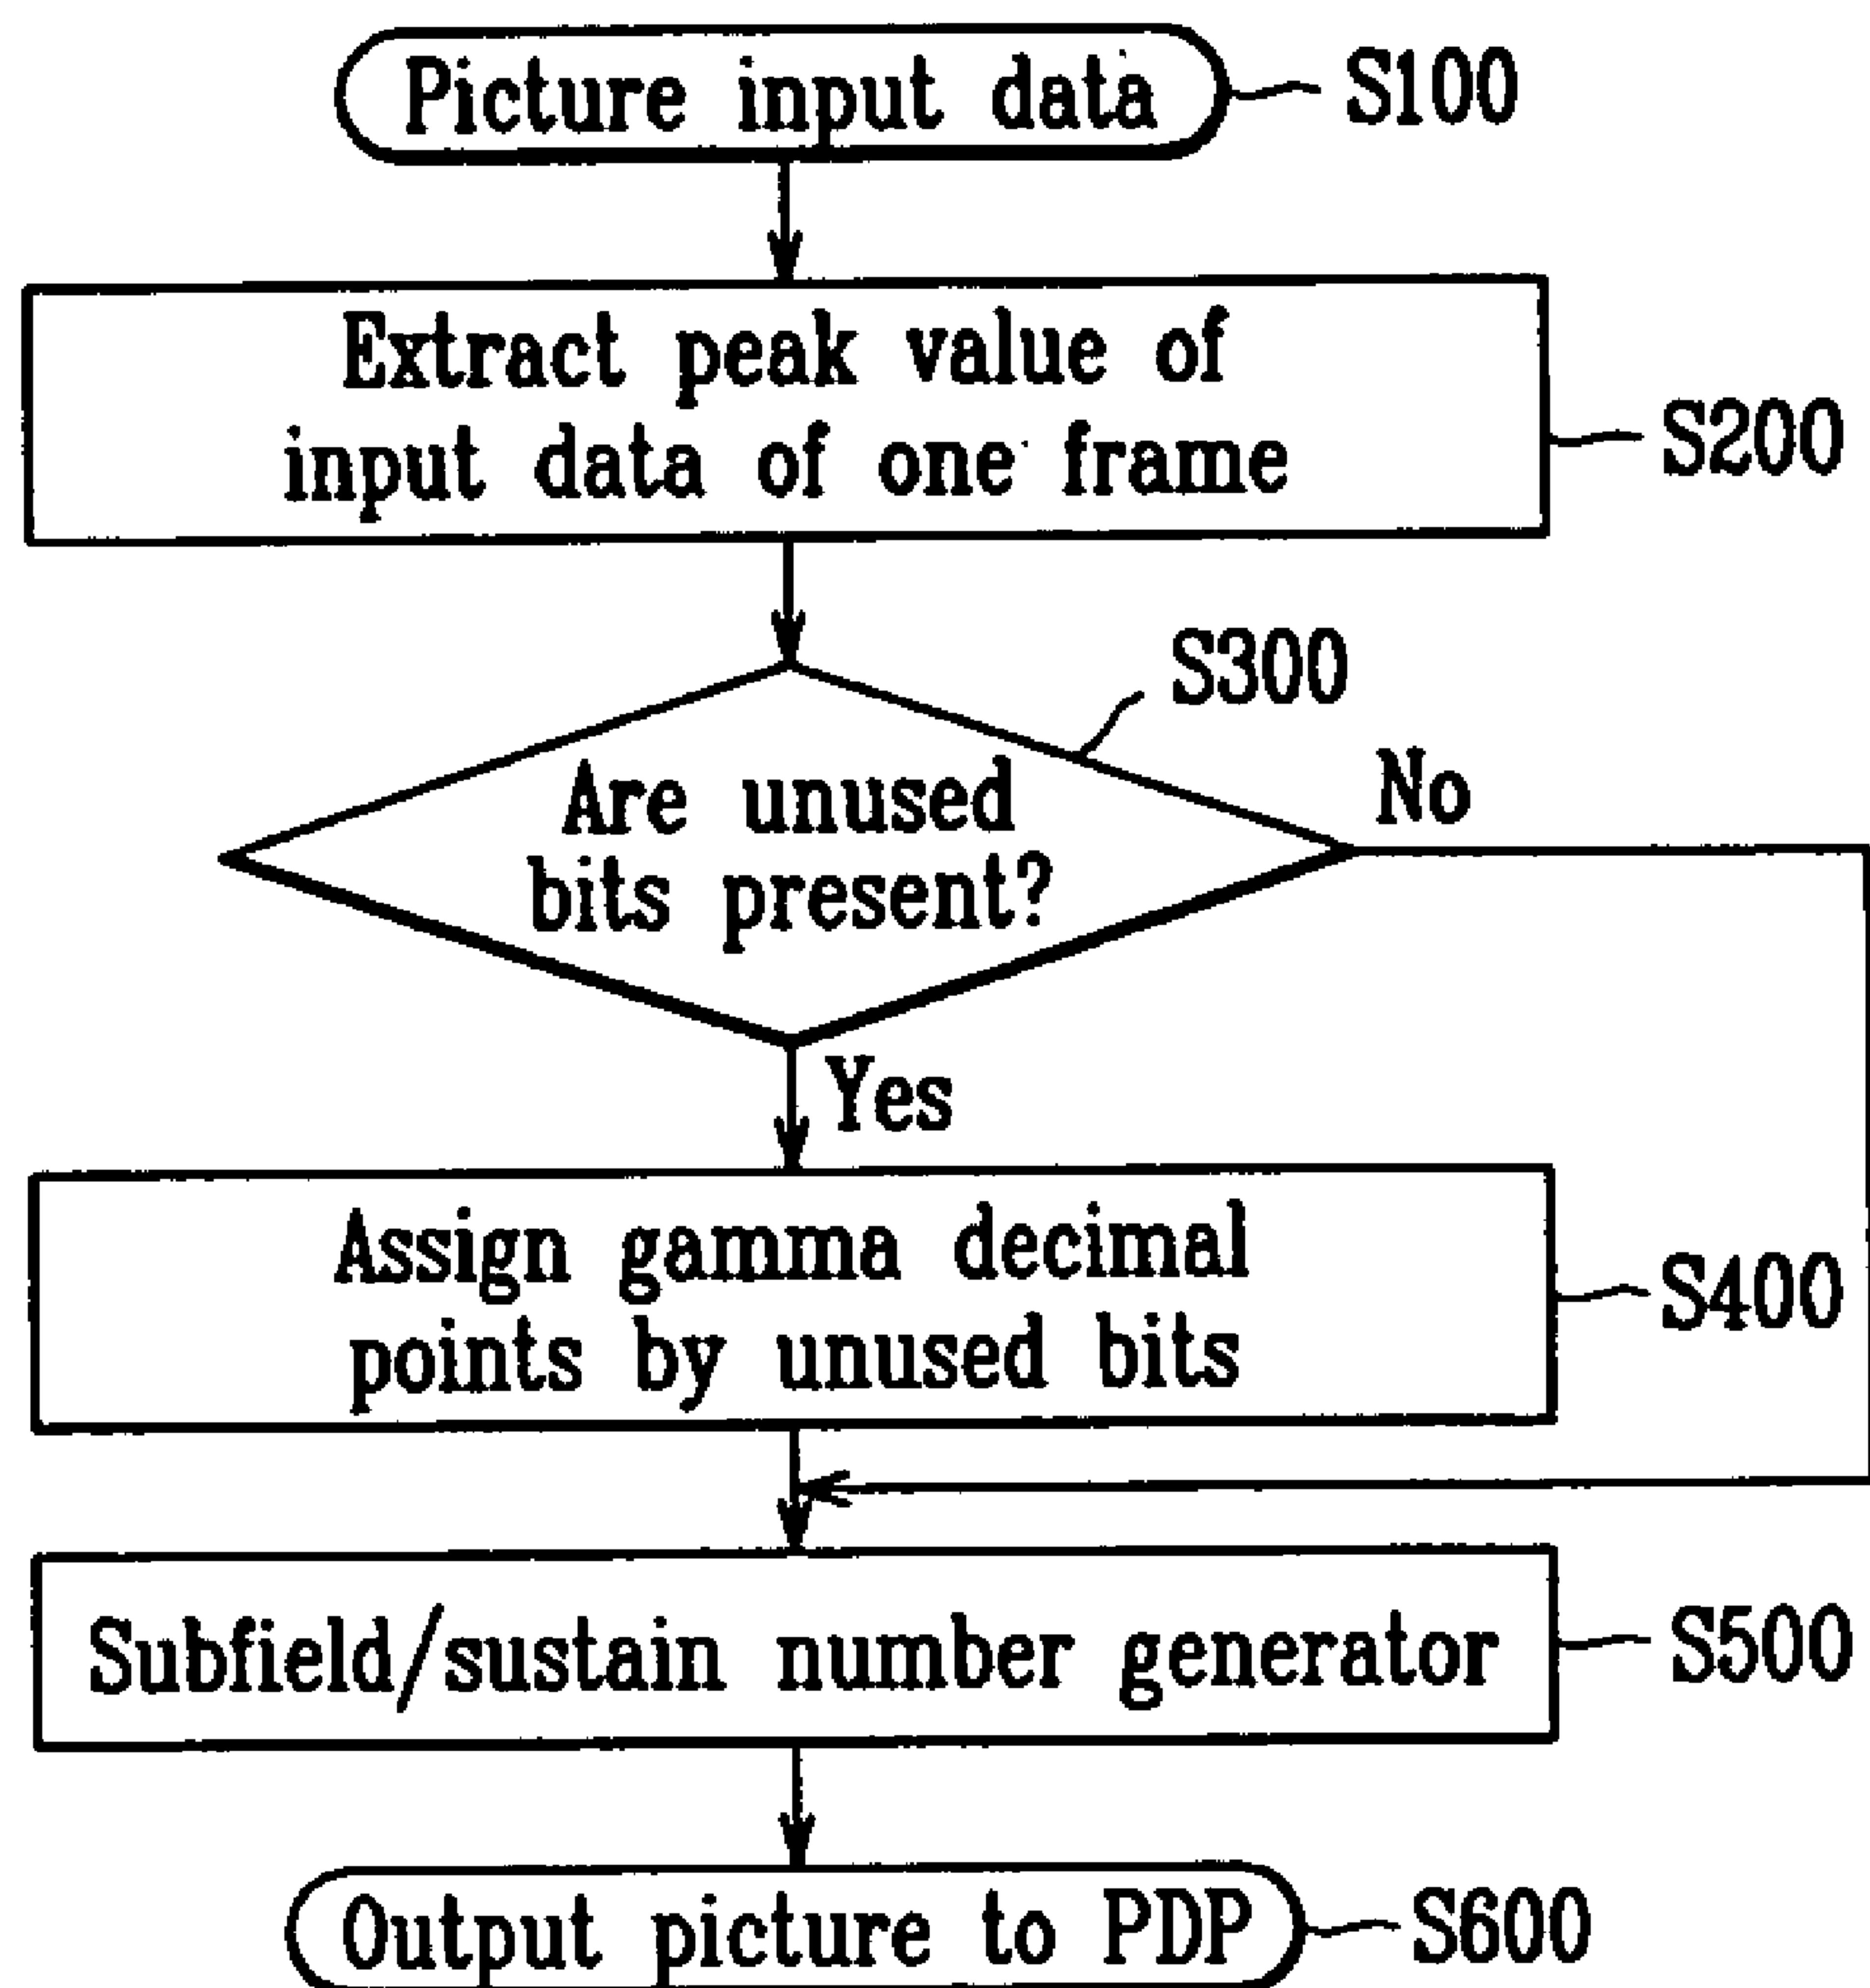 Picture input data
S100
Extract peak value of
input data of one frame
S200
S300
Are unused
bits present?
No
Yes
Assign gamma decimal
points by unused bits
S400
Subfield/sustain number generator
S500
Output picture to PDP
S600